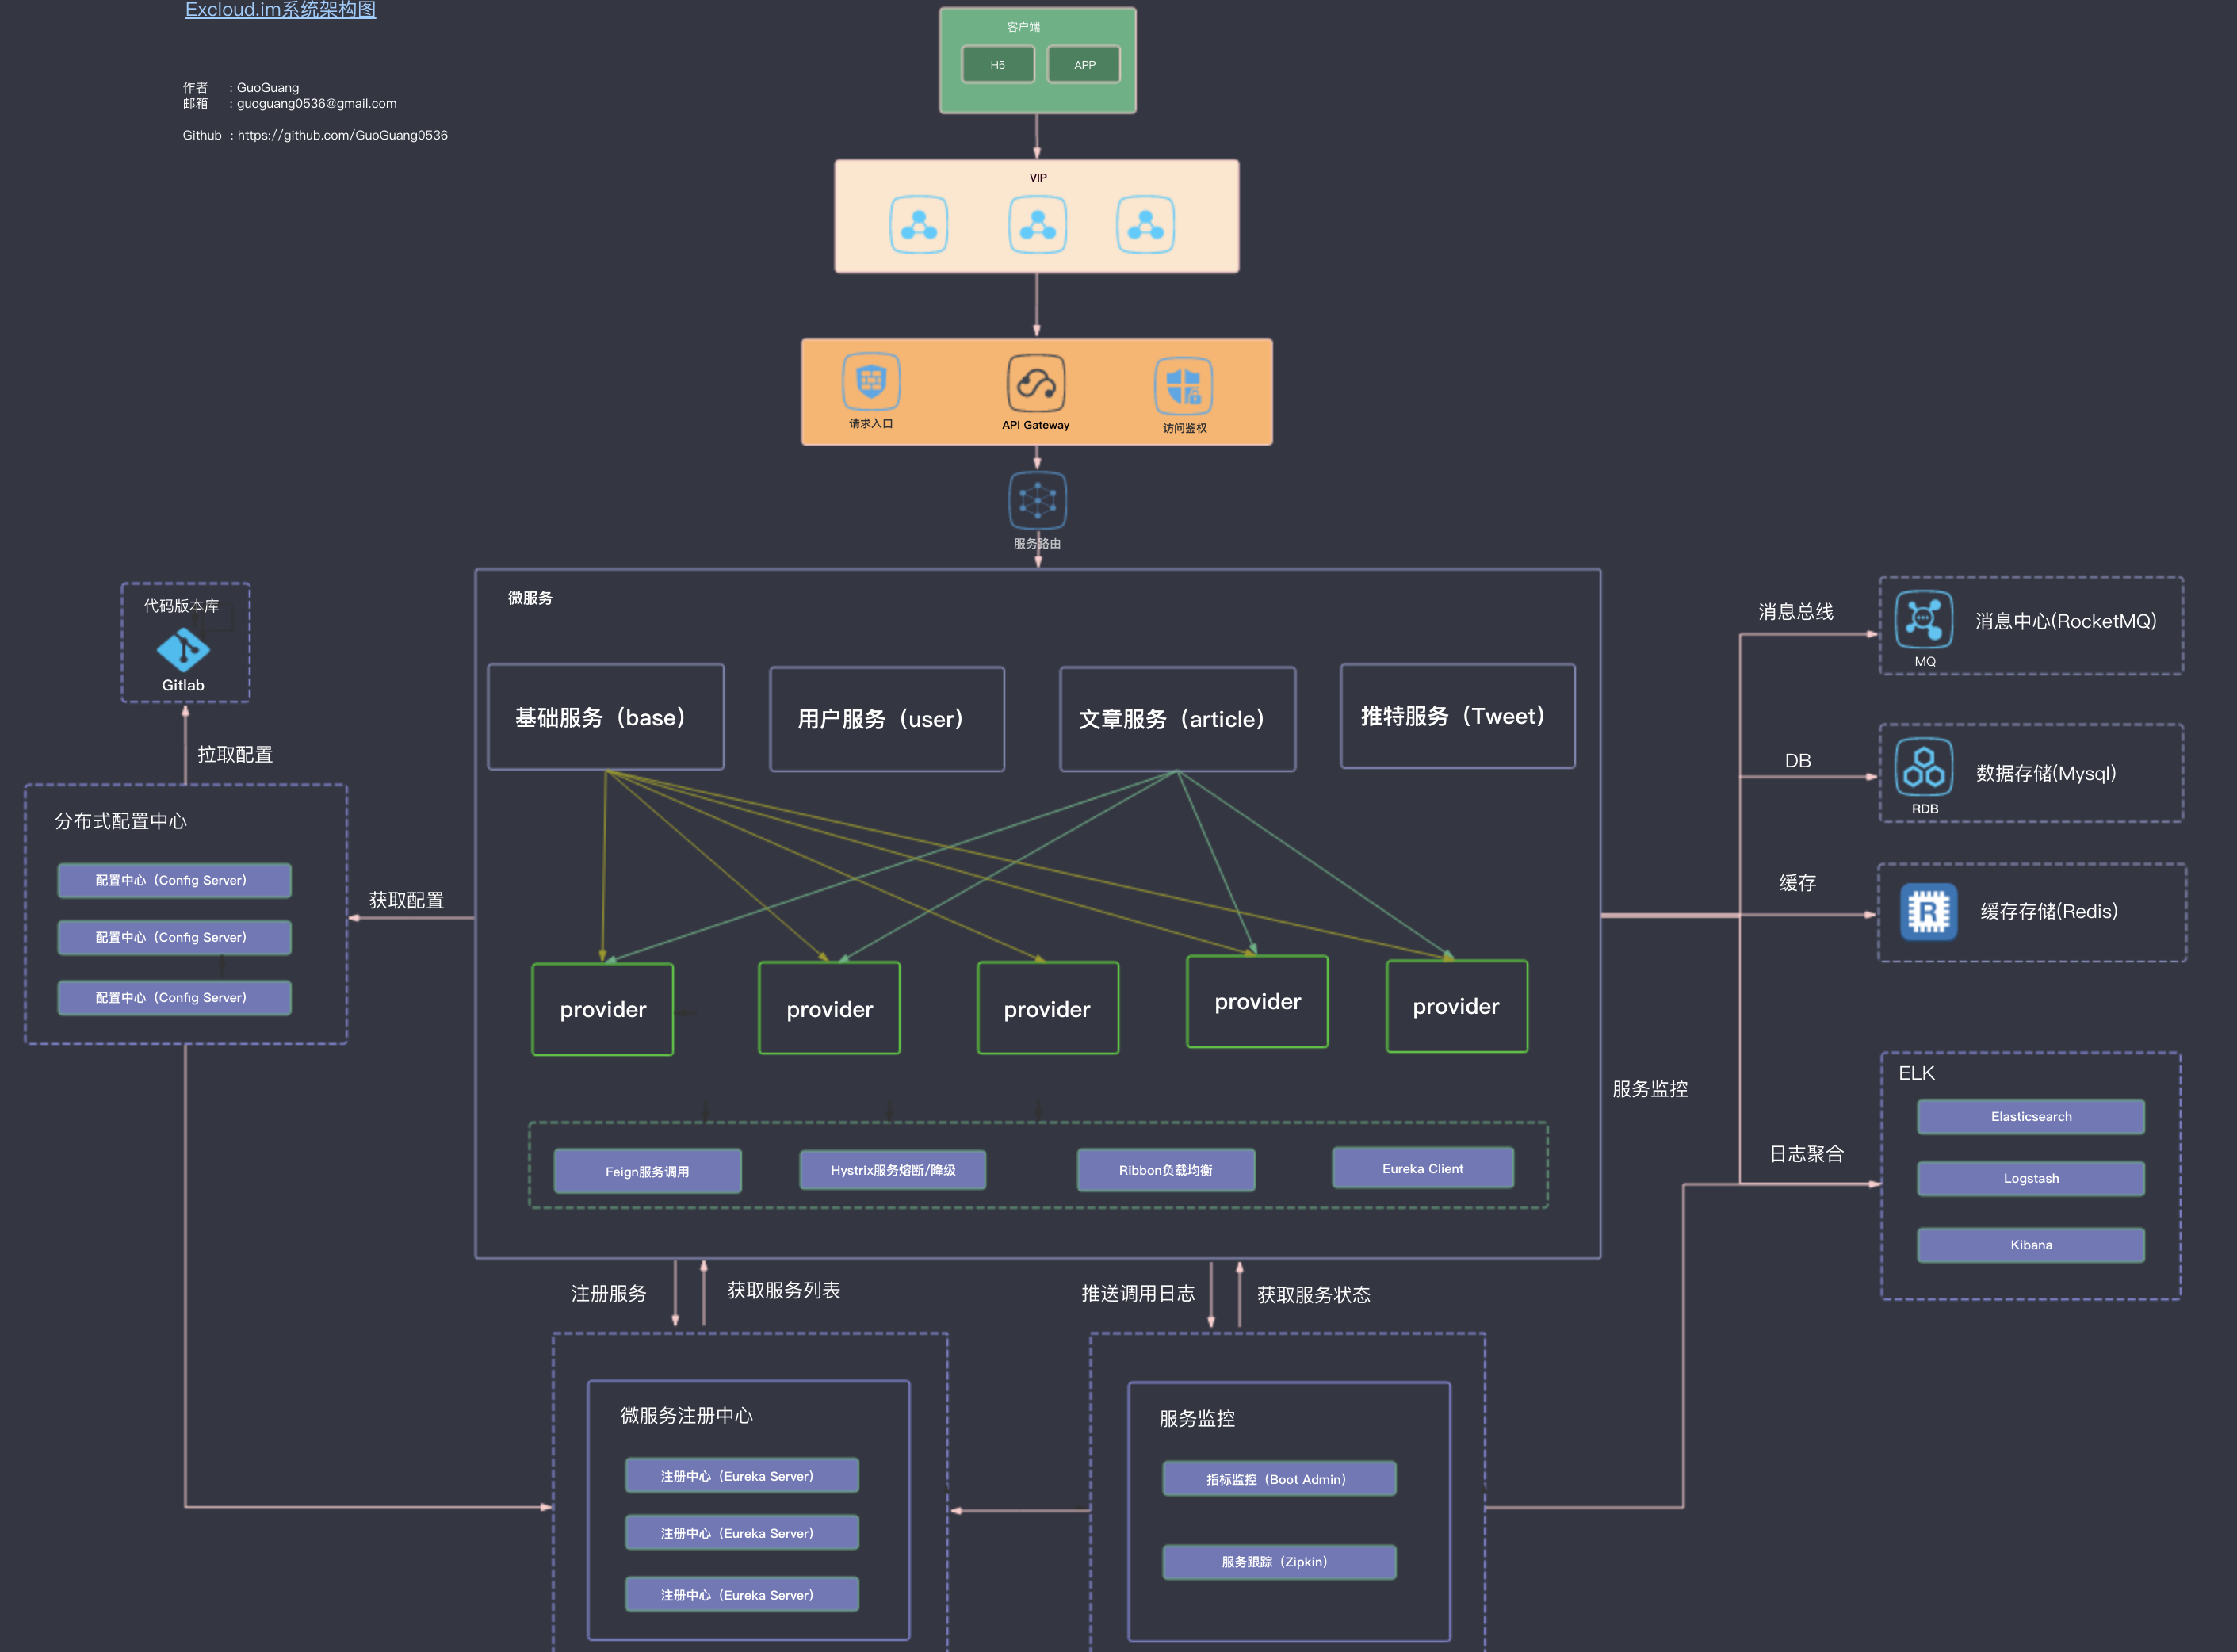 Excloud.im系统架构图
作者 : GuoGuang
邮箱 : guoguang0536@gmail.com
Github : https://github.com/GuoGuang0536
客户端
H5
APP
VIP
请求入口
API Gateway
访问鉴权
服务路由
微服务
基础服务（base）
用户服务（user）
文章服务（article）
推特服务（Tweet）
provider
provider
provider
provider
provider
Feign服务调用
Hystrix服务熔断/降级
Ribbon负载均衡
Eureka Client
代码版本库
Gitlab
拉取配置
分布式配置中心
配置中心（Config Server）
配置中心（Config Server）
配置中心（Config Server）
获取配置
消息总线
MQ
消息中心(RocketMQ)
DB
RDB
数据存储(Mysql)
缓存
缓存存储(Redis)
服务监控
日志聚合
ELK
Elasticsearch
Logstash
Kibana
注册服务
获取服务列表
推送调用日志
获取服务状态
微服务注册中心
注册中心（Eureka Server）
注册中心（Eureka Server）
注册中心（Eureka Server）
服务监控
指标监控（Boot Admin）
服务跟踪（Zipkin）